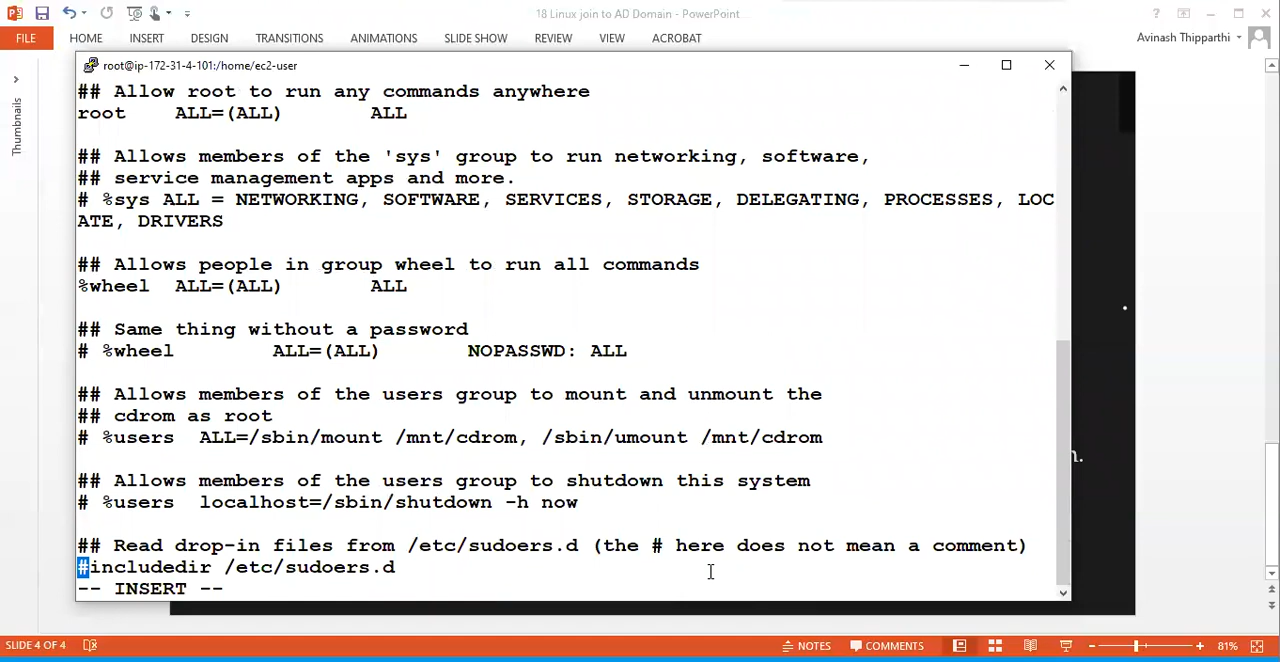 18 Linux join to AD Domain - PowerPoint
FILE HOME INSERT DESIGN TRANSITIONS ANIMATIONS SLIDE SHOW REVIEW VIEW ACROBAT Avinash Thipparthi
Thumbnails
root@ip-172-31-4-101:/home/ec2-user
## Allow root to run any commands anywhere
root    ALL=(ALL)       ALL
## Allows members of the 'sys' group to run networking, software,
## service management apps and more.
# %sys ALL = NETWORKING, SOFTWARE, SERVICES, STORAGE, DELEGATING, PROCESSES, LOC
ATE, DRIVERS
## Allows people in group wheel to run all commands
%wheel  ALL=(ALL)       ALL
## Same thing without a password
# %wheel        ALL=(ALL)       NOPASSWD: ALL
## Allows members of the users group to mount and unmount the
## cdrom as root
# %users  ALL=/sbin/mount /mnt/cdrom, /sbin/umount /mnt/cdrom
## Allows members of the users group to shutdown this system
# %users  localhost=/sbin/shutdown -h now
## Read drop-in files from /etc/sudoers.d (the # here does not mean a comment)
#includedir /etc/sudoers.d
-- INSERT --
SLIDE 4 OF 4 NOTES COMMENTS 81%